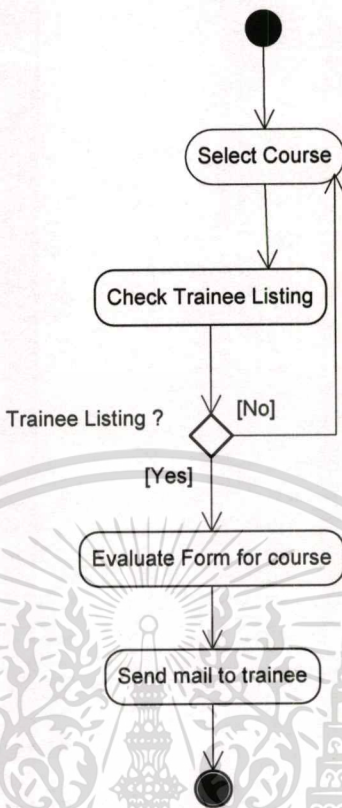 Select Course
Check Trainee Listing
Trainee Listing ?
[No]
[Yes]
Evaluate Form for course
Send mail to trainee